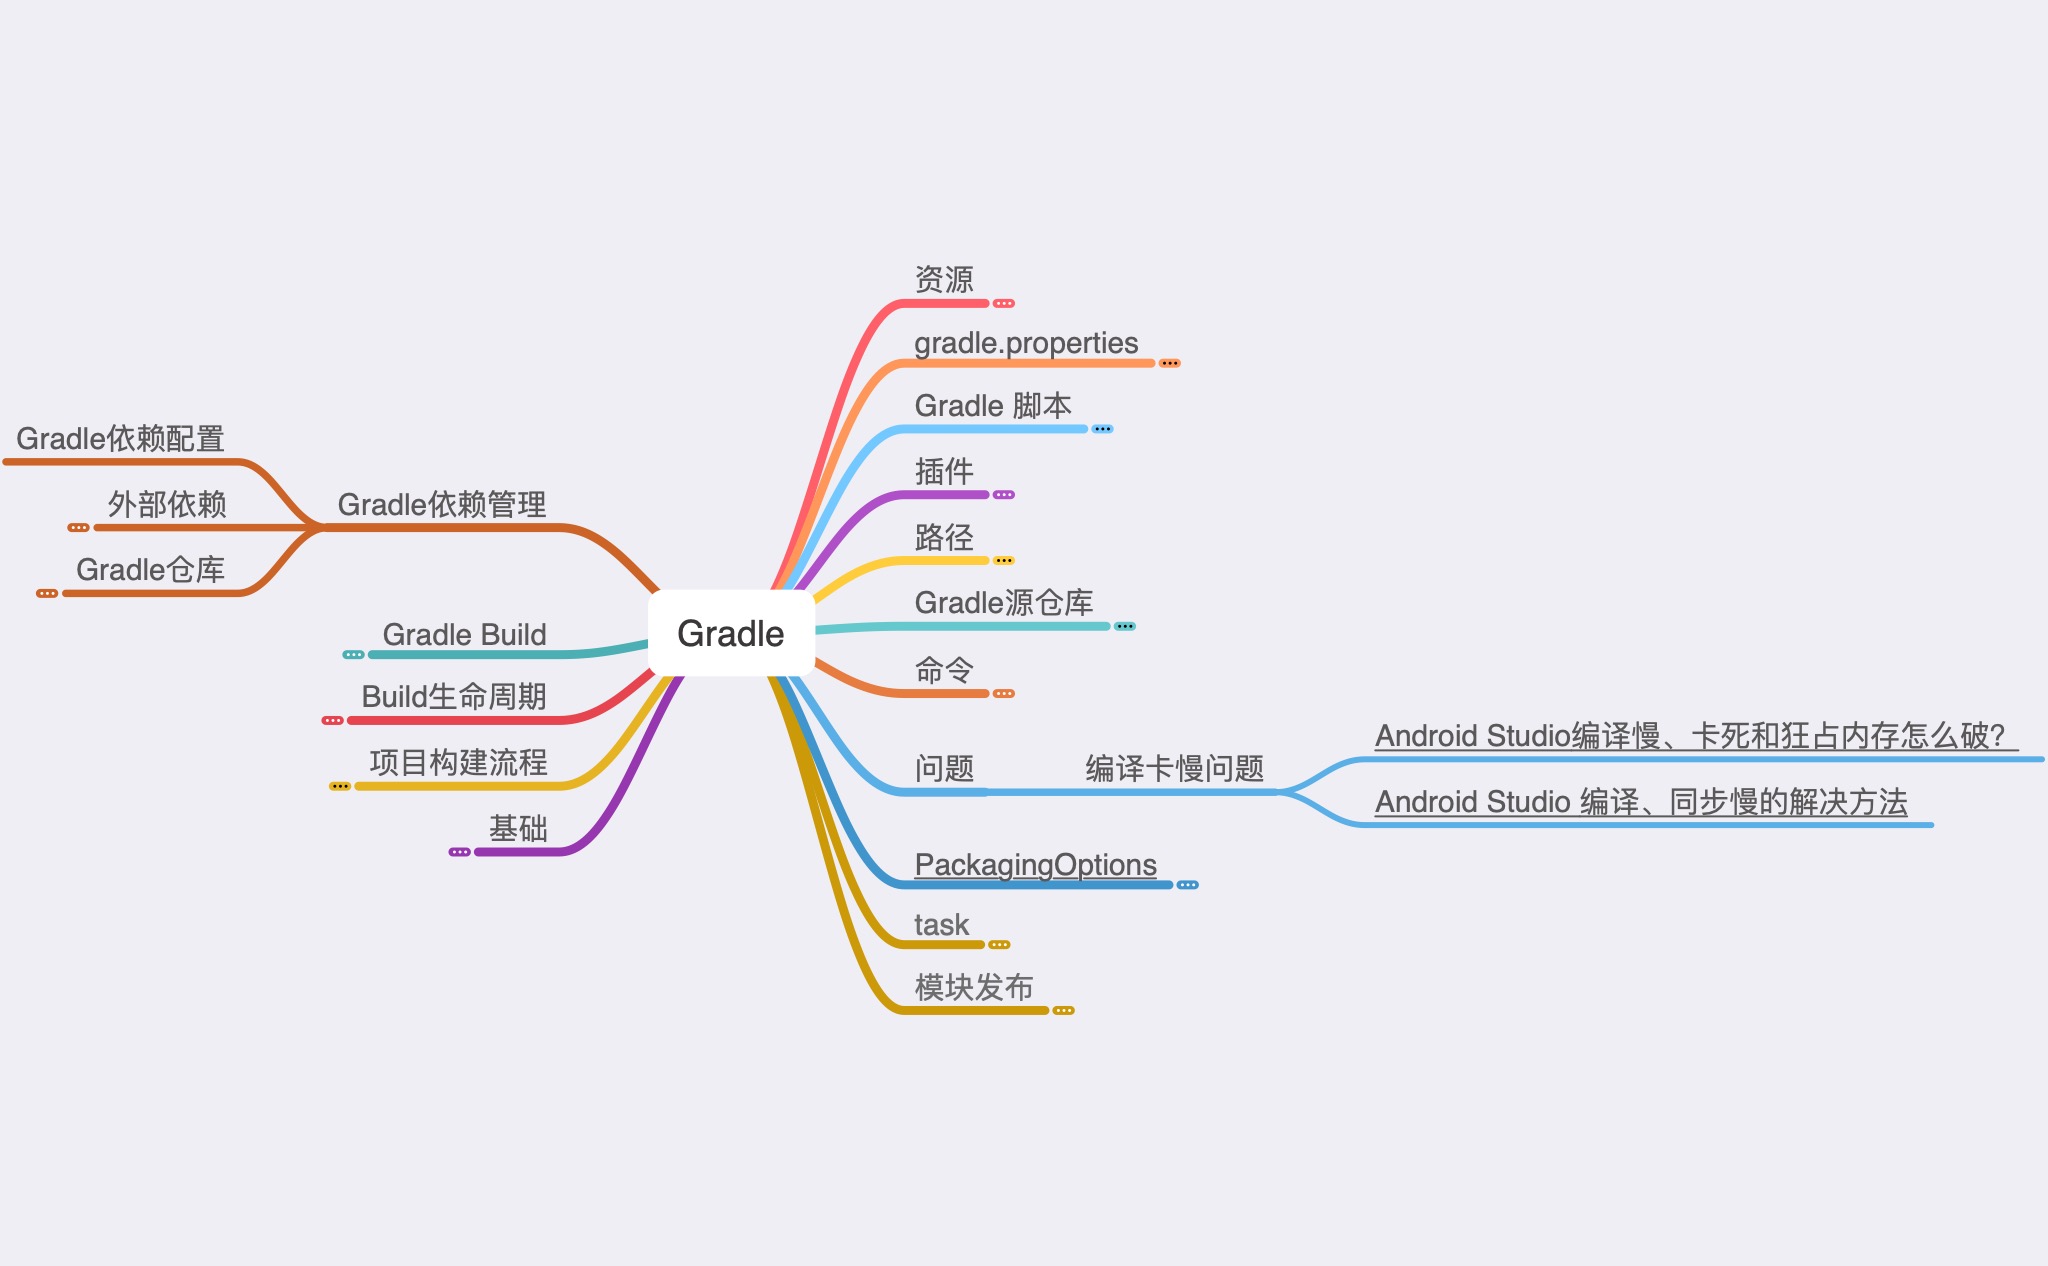 Gradle
资源
gradle.properties
Gradle 脚本
插件
路径
Gradle源仓库
命令
问题
编译卡慢问题
Android Studio编译慢、卡死和狂占内存怎么破?
Android Studio 编译、同步慢的解决方法
PackagingOptions
task
模块发布
Gradle依赖管理
Gradle依赖配置
外部依赖
Gradle仓库
Gradle Build
Build生命周期
项目构建流程
基础